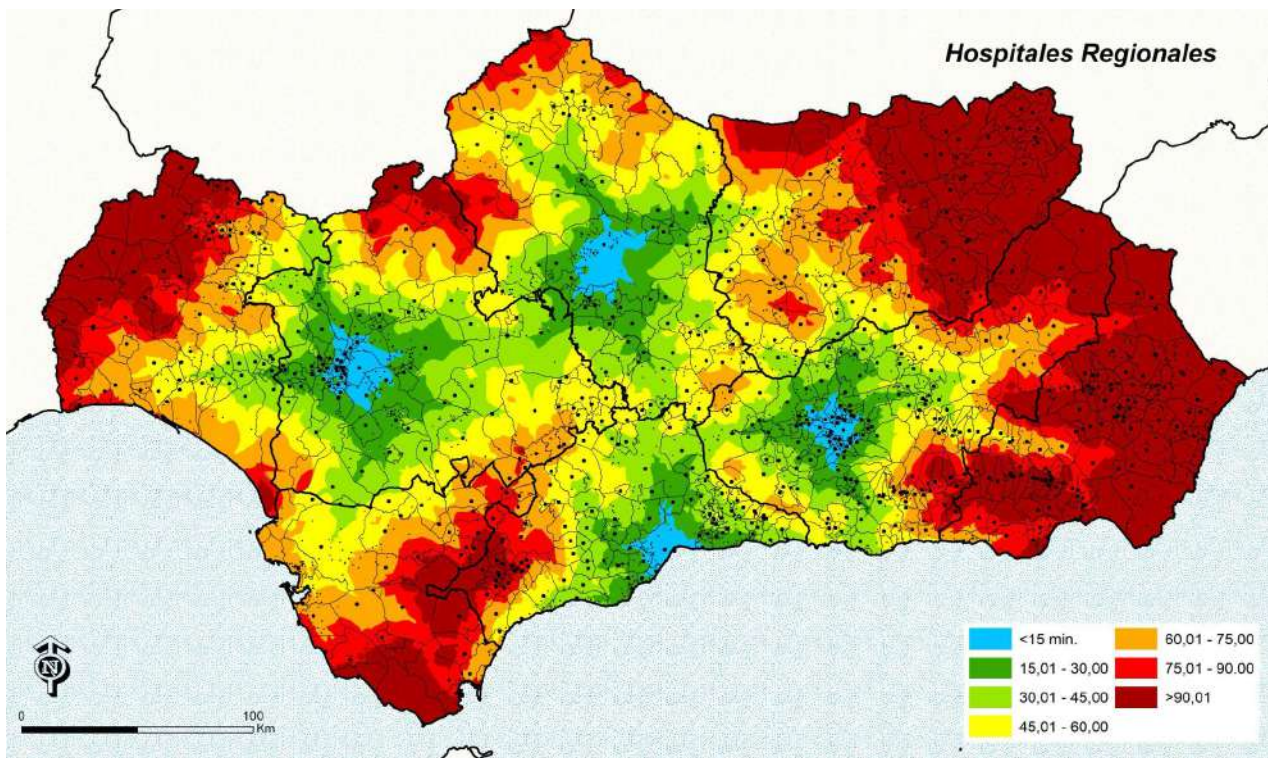 Hospitales Regionales
N
0 100
Km
<15 min.
15,01 - 30,00
30,01 - 45,00
45,01 - 60,00
60,01 - 75,00
75,01 - 90.00
>90,01